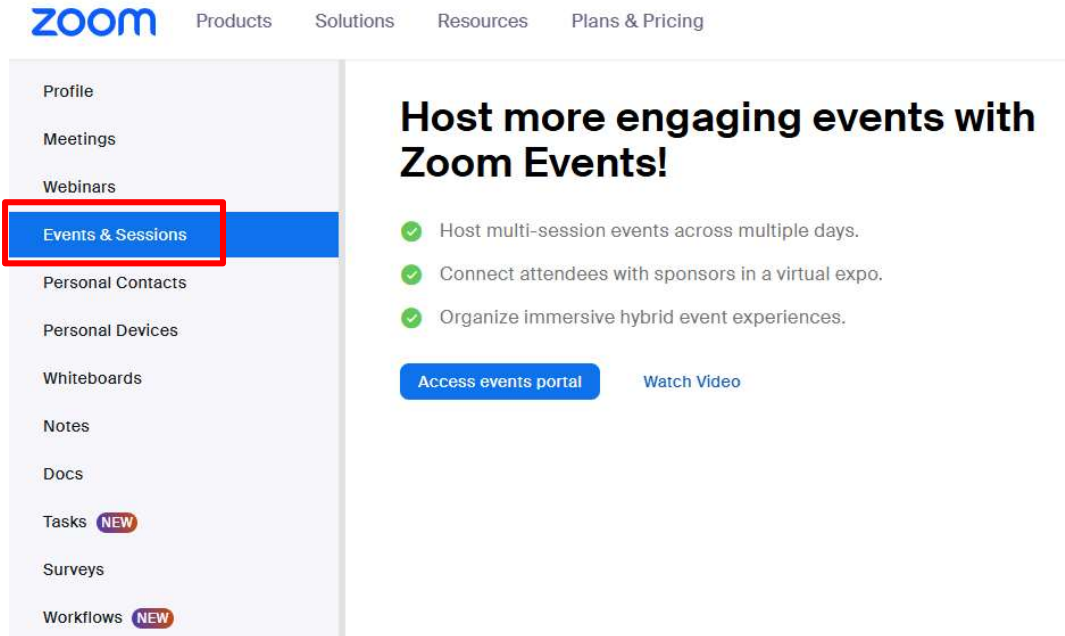 zoom Products Solutions Resources Plans & Pricing
Profile
Meetings
Webinars
Events & Sessions
Personal Contacts
Personal Devices
Whiteboards
Notes
Docs
Tasks NEW
Surveys
Workflows NEW
Host more engaging events with
Zoom Events!
Host multi-session events across multiple days.
Connect attendees with sponsors in a virtual expo.
Organize immersive hybrid event experiences.
Access events portal Watch Video